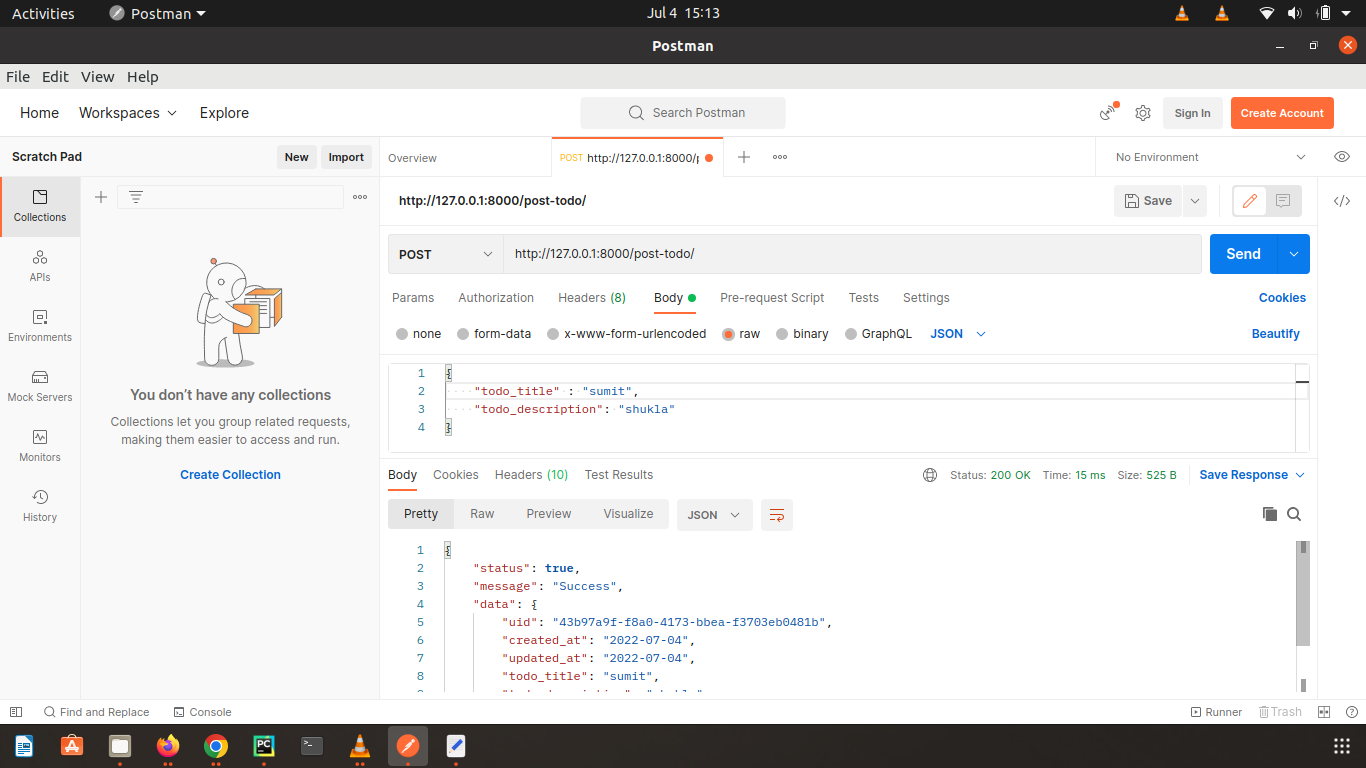 Activities Postman Jul 4 15:13
Postman
File Edit View Help
Home Workspaces Explore Search Postman Sign In Create Account
Scratch Pad New Import Overview POST http://127.0.0.1:8000/p No Environment
Collections
APIs
Environments
Mock Servers
Monitors
History
You don't have any collections
Collections let you group related requests,
making them easier to access and run.
Create Collection
http://127.0.0.1:8000/post-todo/ Save
POST http://127.0.0.1:8000/post-todo/ Send
Params Authorization Headers (8) Body Pre-request Script Tests Settings Cookies
none form-data x-www-form-urlencoded raw binary GraphQL JSON Beautify
1 {
2 "todo_title" : "sumit",
3 "todo_description": "shukla"
4 }
Body Cookies Headers (10) Test Results Status: 200 OK Time: 15 ms Size: 525 B Save Response
Pretty Raw Preview Visualize JSON
1 {
2 "status": true,
3 "message": "Success",
4 "data": {
5 "uid": "43b97a9f-f8a0-4173-bbea-f3703eb0481b",
6 "created_at": "2022-07-04",
7 "updated_at": "2022-07-04",
8 "todo_title": "sumit",
Find and Replace Console Runner Trash
PC